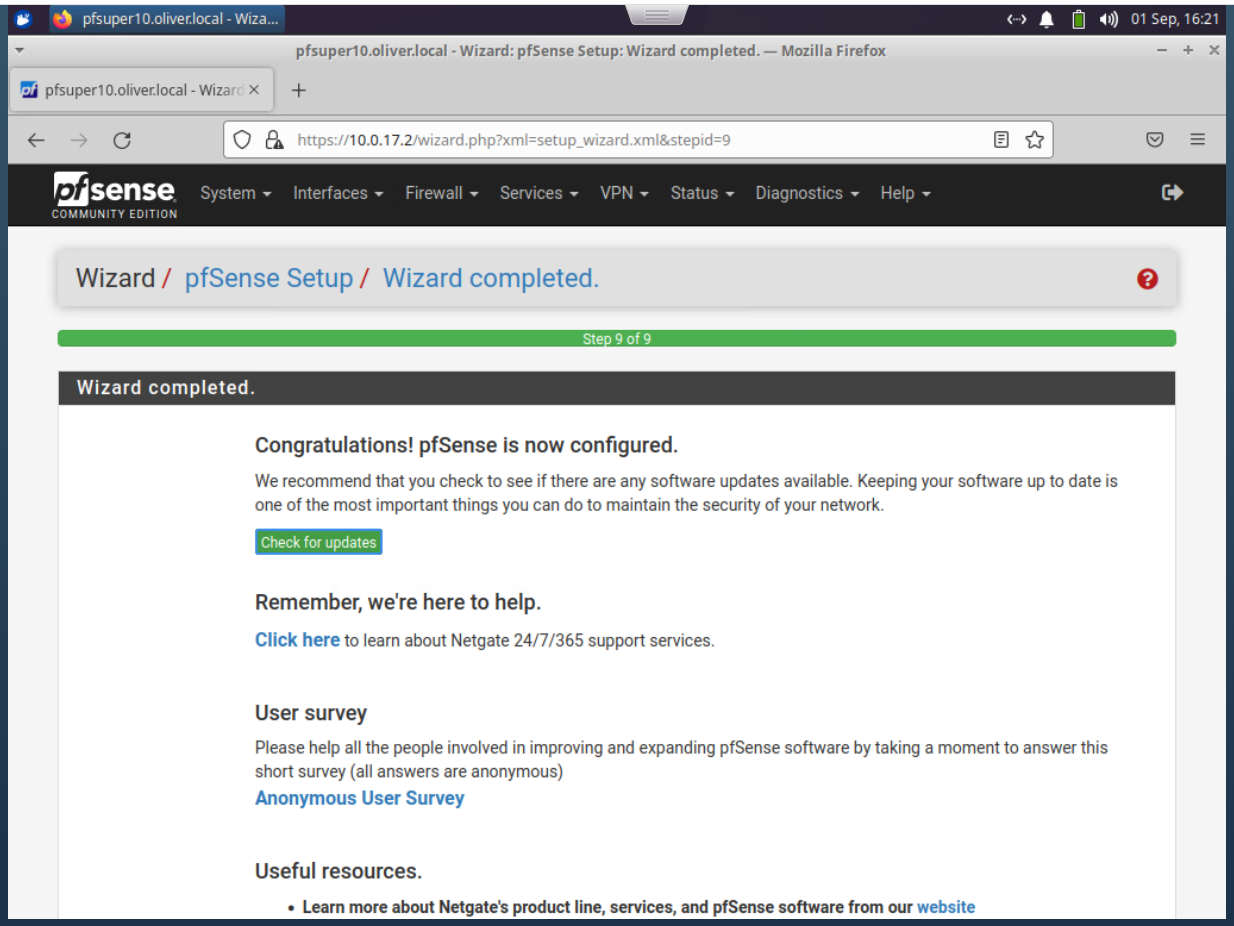 pfsuper10.oliver.local - Wiza...
01 Sep, 16:21
pfsuper10.oliver.local - Wizard: pfSense Setup: Wizard completed. — Mozilla Firefox
pf pfsuper10.oliver.local - Wizard
https://10.0.17.2/wizard.php?xml=setup_wizard.xml&stepid=9
pfsense
COMMUNITY EDITION
System Interfaces Firewall Services VPN Status Diagnostics Help
Wizard / pfSense Setup / Wizard completed.
Step 9 of 9
Wizard completed.
Congratulations! pfSense is now configured.
We recommend that you check to see if there are any software updates available. Keeping your software up to date is
one of the most important things you can do to maintain the security of your network.
Check for updates
Remember, we're here to help.
Click here to learn about Netgate 24/7/365 support services.
User survey
Please help all the people involved in improving and expanding pfSense software by taking a moment to answer this
short survey (all answers are anonymous)
Anonymous User Survey
Useful resources.
• Learn more about Netgate's product line, services, and pfSense software from our website